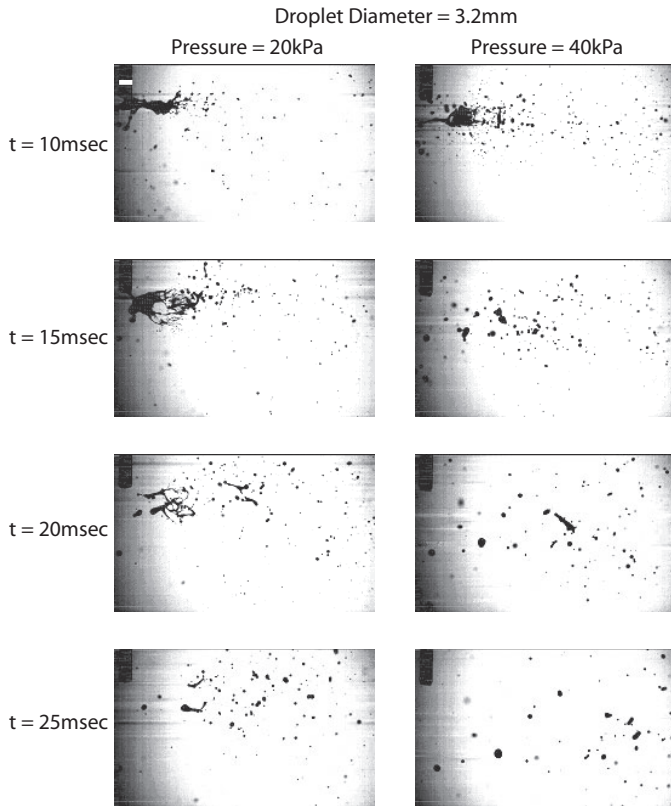 Droplet Diameter = 3.2mm
Pressure = 20kPa Pressure = 40kPa
t = 10msec
t = 15msec
t = 20msec
t = 25msec